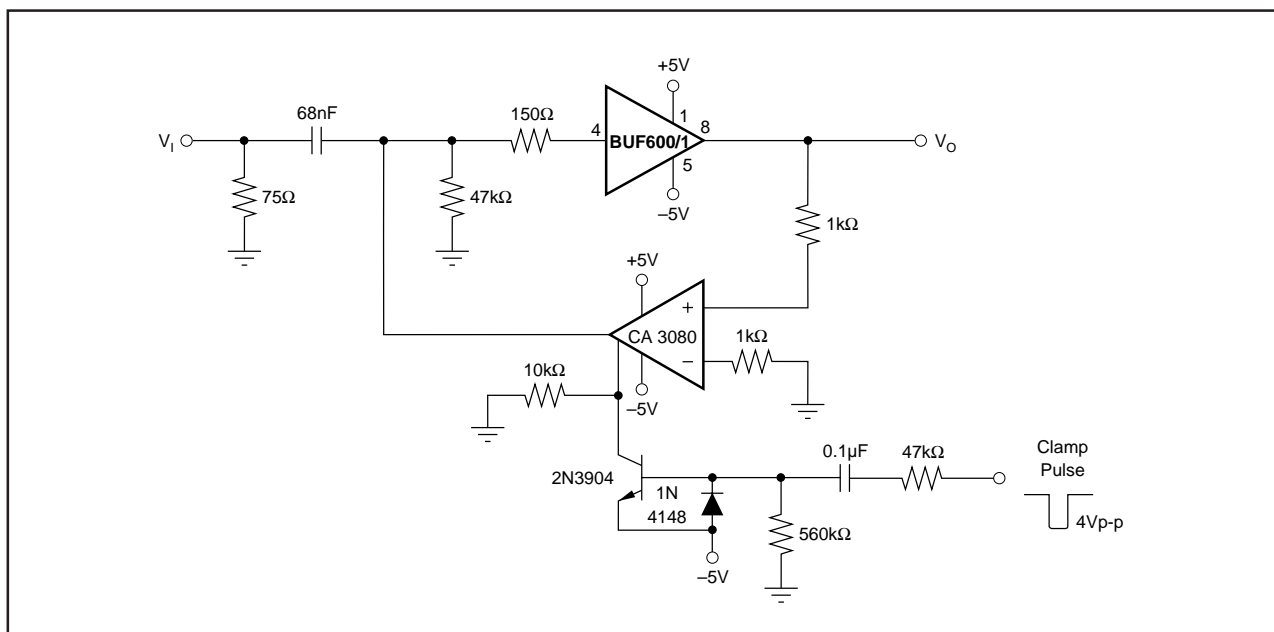 +5V
68nF
150Ω
4
1
8
V_I
BUF600/1
V_O
5
75Ω
47kΩ
–5V
1kΩ
+5V
+
CA 3080
1kΩ
–
10kΩ
–5V
0.1µF
47kΩ
Clamp
Pulse
2N3904
1N
4148
4Vp-p
560kΩ
–5V